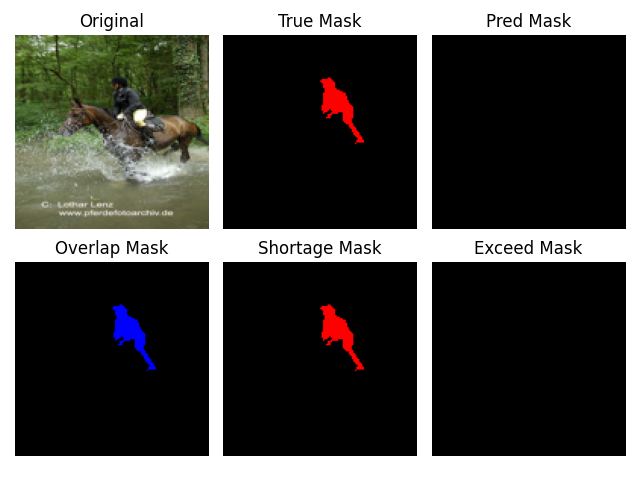 Original
True Mask
Pred Mask
C: Lothar Lenz
www.pferdefotoarchiv.de
Overlap Mask
Shortage Mask
Exceed Mask